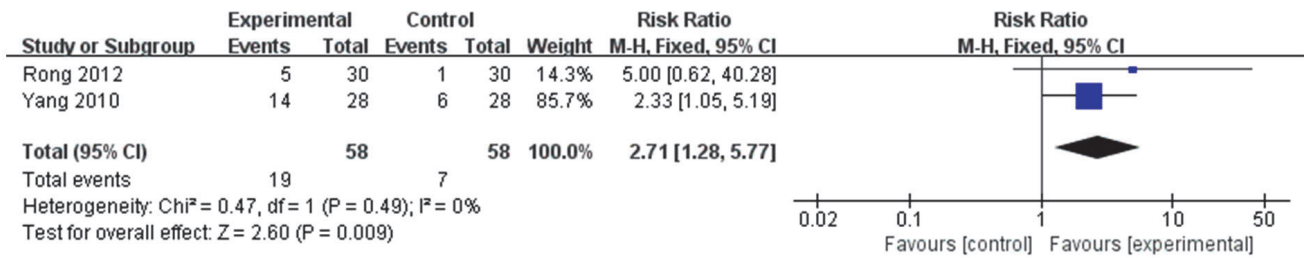 Experimental Control Risk Ratio Risk Ratio
Study or Subgroup Events Total Events Total Weight M-H, Fixed, 95% CI M-H, Fixed, 95% CI
Rong 2012 5 30 1 30 14.3% 5.00 [0.62, 40.28]
Yang 2010 14 28 6 28 85.7% 2.33 [1.05, 5.19]
Total (95% CI) 58 58 100.0% 2.71 [1.28, 5.77]
Total events 19 7
Heterogeneity: Chi² = 0.47, df = 1 (P = 0.49); I² = 0%
Test for overall effect: Z = 2.60 (P = 0.009)
0.02 0.1 1 10 50
Favours [control] Favours [experimental]